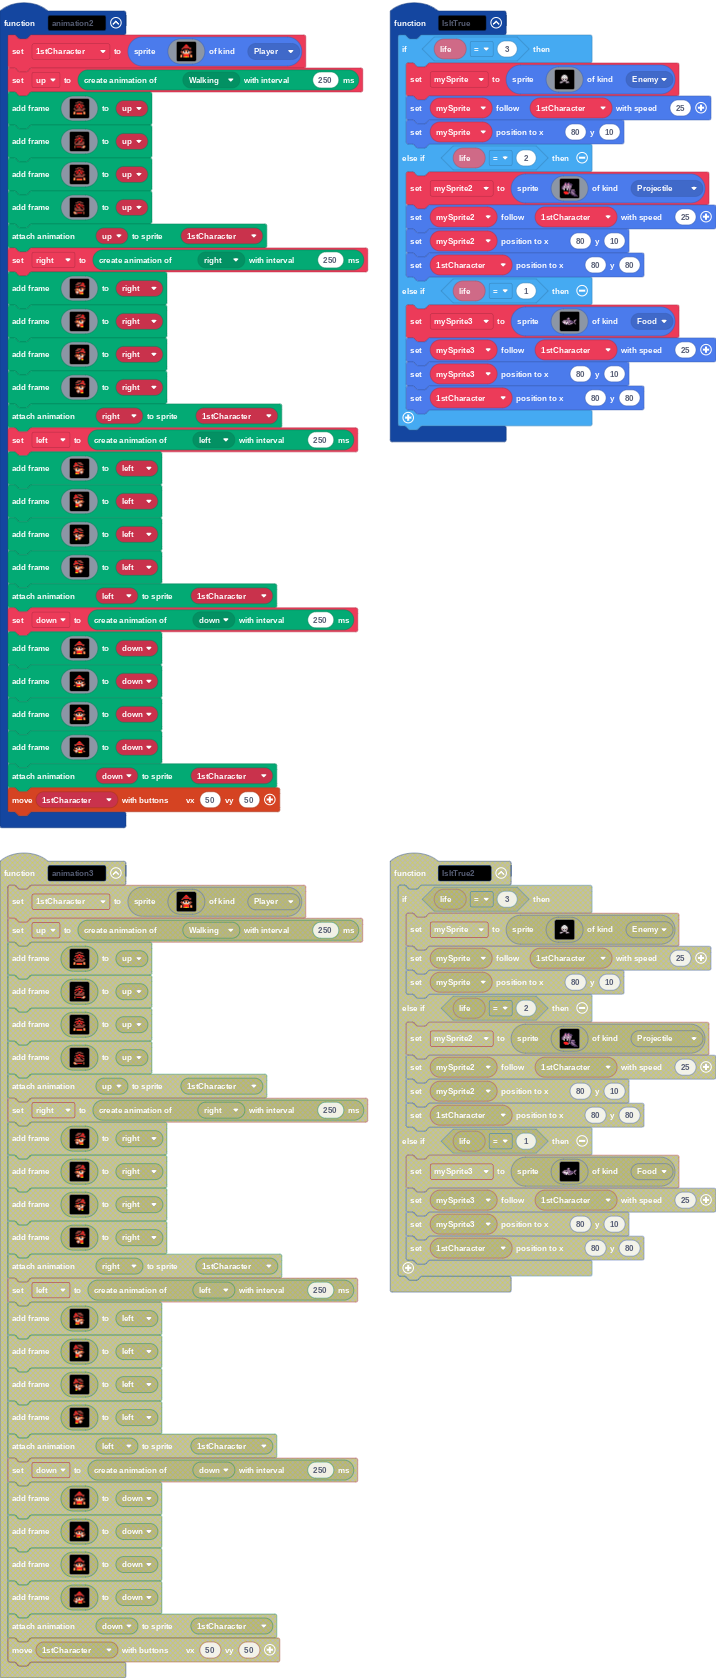 function animation2
set 1stCharacter to sprite of kind Player
set up to create animation of Walking with interval 250 ms
add frame to up
add frame to up
add frame to up
add frame to up
attach animation up to sprite 1stCharacter
set right to create animation of right with interval 250 ms
add frame to right
add frame to right
add frame to right
add frame to right
attach animation right to sprite 1stCharacter
set left to create animation of left with interval 250 ms
add frame to left
add frame to left
add frame to left
add frame to left
attach animation left to sprite 1stCharacter
set down to create animation of down with interval 250 ms
add frame to down
add frame to down
add frame to down
add frame to down
attach animation down to sprite 1stCharacter
move 1stCharacter with buttons vx 50 vy 50
function IsItTrue
if life = 3 then
set mySprite to sprite of kind Enemy
set mySprite follow 1stCharacter with speed 25
set mySprite position to x 80 y 10
else if life = 2 then
set mySprite2 to sprite of kind Projectile
set mySprite2 follow 1stCharacter with speed 25
set mySprite2 position to x 80 y 10
set 1stCharacter position to x 80 y 80
else if life = 1 then
set mySprite3 to sprite of kind Food
set mySprite3 follow 1stCharacter with speed 25
set mySprite3 position to x 80 y 10
set 1stCharacter position to x 80 y 80
function animation3
set 1stCharacter to sprite of kind Player
set up to create animation of Walking with interval 250 ms
add frame to up
add frame to up
add frame to up
add frame to up
attach animation up to sprite 1stCharacter
set right to create animation of right with interval 250 ms
add frame to right
add frame to right
add frame to right
add frame to right
attach animation right to sprite 1stCharacter
set left to create animation of left with interval 250 ms
add frame to left
add frame to left
add frame to left
add frame to left
attach animation left to sprite 1stCharacter
set down to create animation of down with interval 250 ms
add frame to down
add frame to down
add frame to down
add frame to down
attach animation down to sprite 1stCharacter
move 1stCharacter with buttons vx 50 vy 50
function IsItTrue2
if life = 3 then
set mySprite to sprite of kind Enemy
set mySprite follow 1stCharacter with speed 25
set mySprite position to x 80 y 10
else if life = 2 then
set mySprite2 to sprite of kind Projectile
set mySprite2 follow 1stCharacter with speed 25
set mySprite2 position to x 80 y 10
set 1stCharacter position to x 80 y 80
else if life = 1 then
set mySprite3 to sprite of kind Food
set mySprite3 follow 1stCharacter with speed 25
set mySprite3 position to x 80 y 10
set 1stCharacter position to x 80 y 80